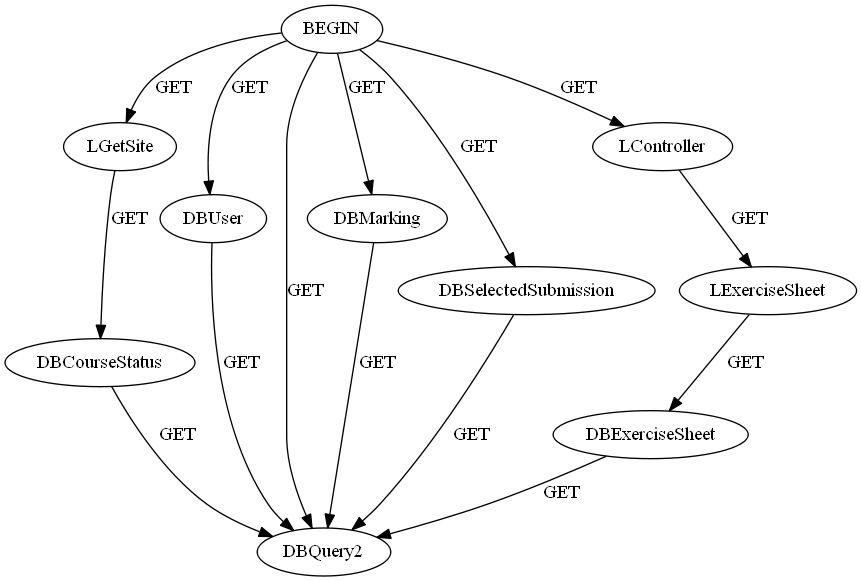 BEGIN
GET
GET
GET
GET
GET
LGetSite
LController
GET
GET
DBUser
DBMarking
GET
DBSelectedSubmission
LExerciseSheet
DBCourseStatus
GET
GET
GET
GET
GET
DBExerciseSheet
GET
DBQuery2